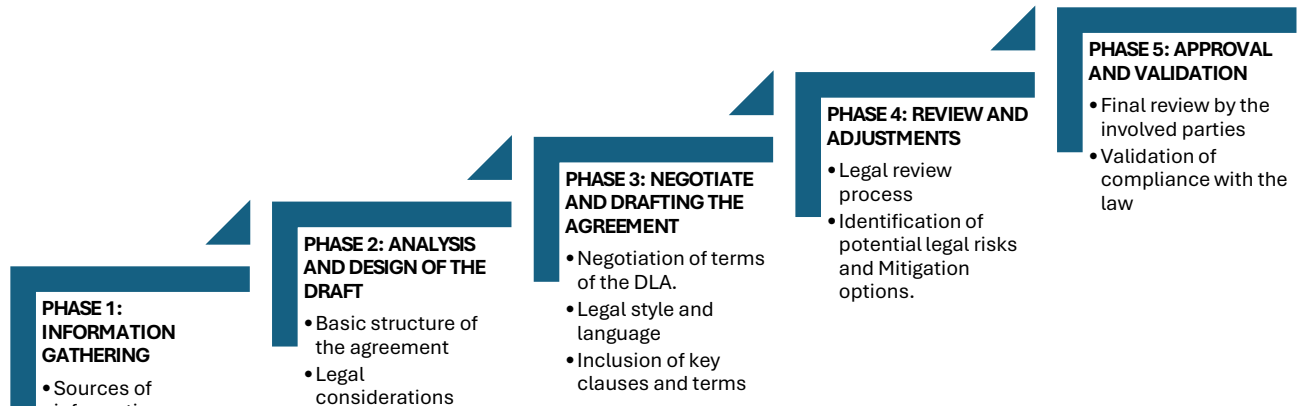 PHASE 1:
INFORMATION
GATHERING
• Sources of
PHASE 2: ANALYSIS
AND DESIGN OF THE
DRAFT
• Basic structure of
the agreement
• Legal
considerations
PHASE 3: NEGOTIATE
AND DRAFTING THE
AGREEMENT
• Negotiation of terms
of the DLA.
• Legal style and
language
• Inclusion of key
clauses and terms
PHASE 4: REVIEW AND
ADJUSTMENTS
• Legal review
process
• Identification of
potential legal risks
and Mitigation
options.
PHASE 5: APPROVAL
AND VALIDATION
• Final review by the
involved parties
• Validation of
compliance with the
law